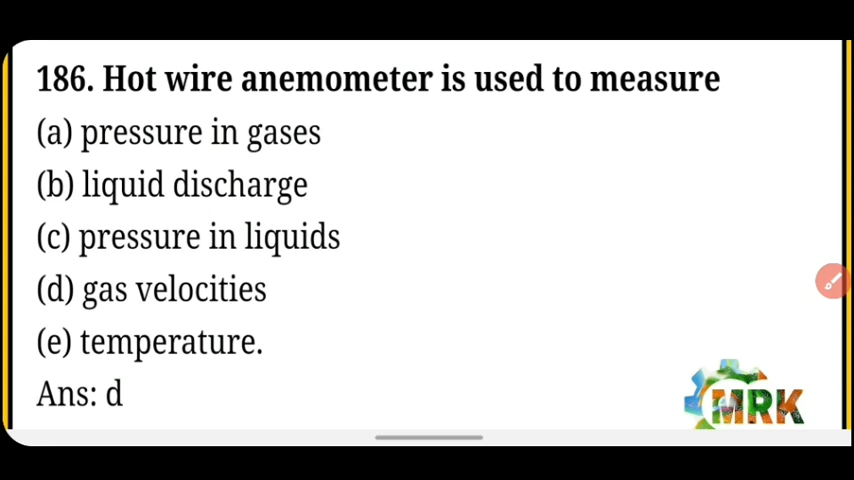 186. Hot wire anemometer is used to measure
(a) pressure in gases
(b) liquid discharge
(c) pressure in liquids
(d) gas velocities
(e) temperature.
Ans: d
MRK